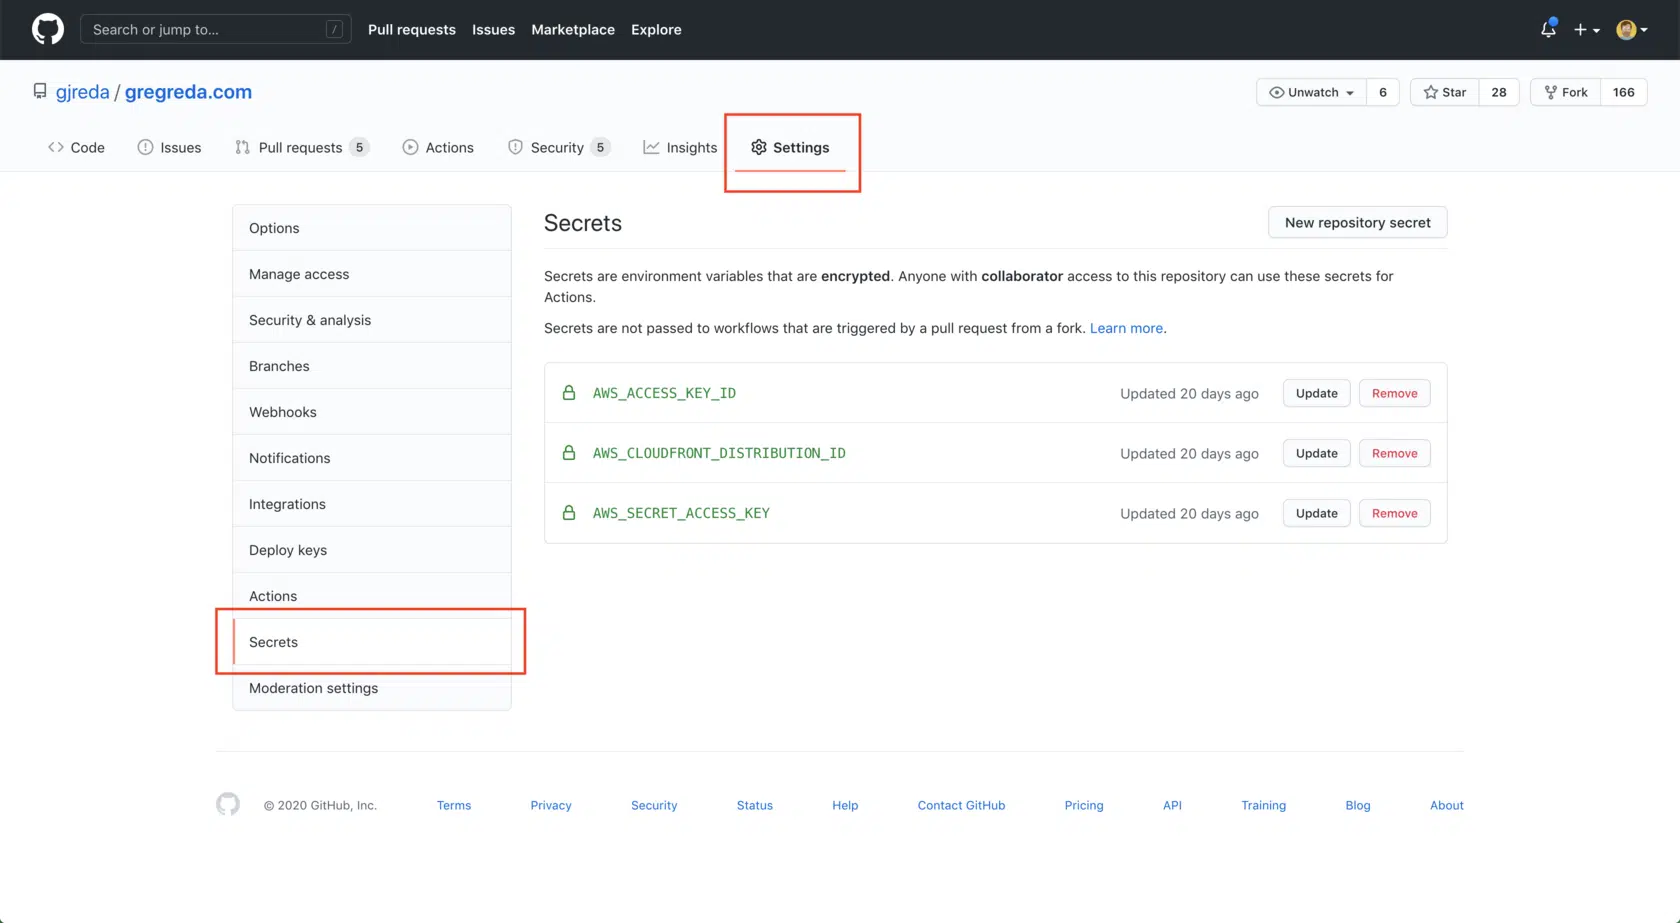 Search or jump to... /
Pull requests Issues Marketplace Explore
gjreda / gregreda.com
Unwatch 6 Star 28 Fork 166
Code Issues Pull requests 5 Actions Security 5 Insights Settings
Options
Manage access
Security & analysis
Branches
Webhooks
Notifications
Integrations
Deploy keys
Actions
Secrets
Moderation settings
Secrets
New repository secret
Secrets are environment variables that are encrypted. Anyone with collaborator access to this repository can use these secrets for
Actions.
Secrets are not passed to workflows that are triggered by a pull request from a fork. Learn more.
AWS_ACCESS_KEY_ID Updated 20 days ago Update Remove
AWS_CLOUDFRONT_DISTRIBUTION_ID Updated 20 days ago Update Remove
AWS_SECRET_ACCESS_KEY Updated 20 days ago Update Remove
© 2020 GitHub, Inc. Terms Privacy Security Status Help Contact GitHub Pricing API Training Blog About